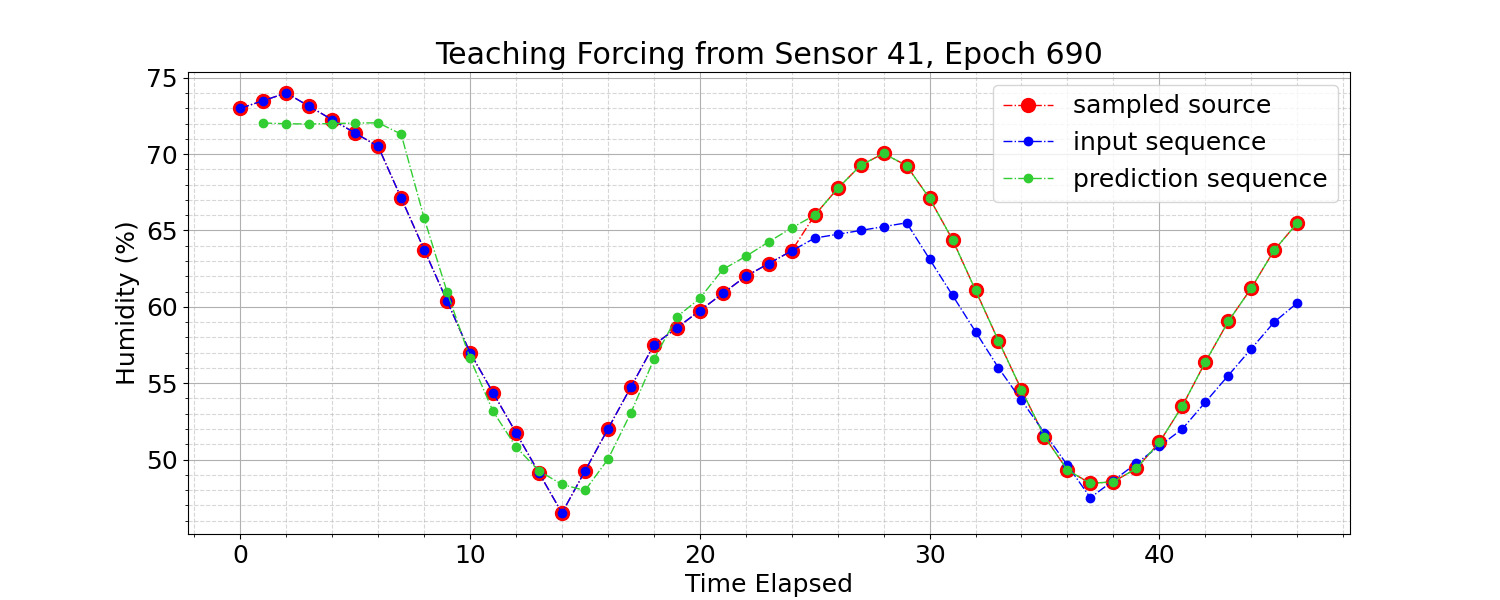 Teaching Forcing from Sensor 41, Epoch 690
75
70
65
60
55
50
Humidity (%)
sampled source
input sequence
prediction sequence
0 10 20 30 40
Time Elapsed